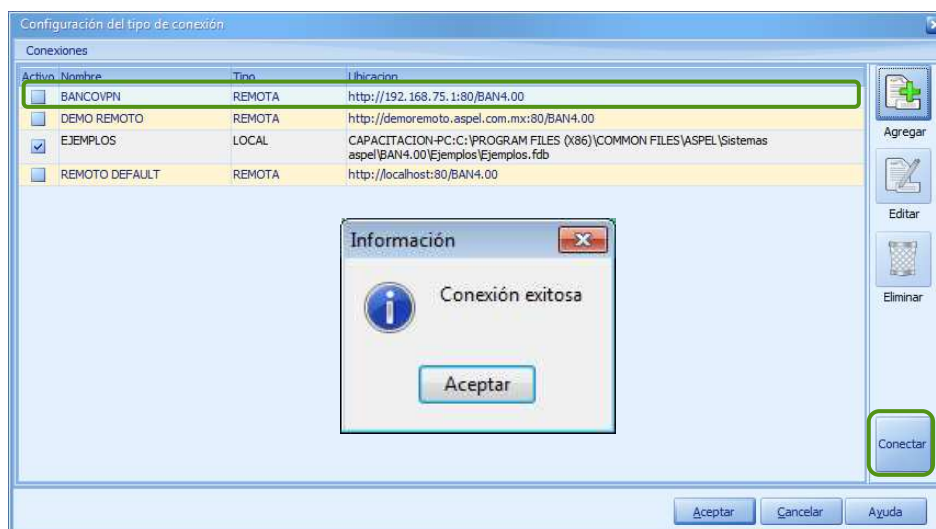 Configuración del tipo de conexión
Conexiones
Activo Nombre Tipo Ubicacion
BANCOVPN REMOTA http://192.168.75.1:80/BAN4.00
DEMO REMOTO REMOTA http://demoremoto.aspel.com.mx:80/BAN4.00
EJEMPLOS LOCAL CAPACITACION-PC:C:\PROGRAM FILES (X86)\COMMON FILES\ASPEL\Sistemas
aspel\BAN4.00\Ejemplos\Ejemplos.fdb
REMOTO DEFAULT REMOTA http://localhost:80/BAN4.00
Agregar
Editar
Eliminar
Información
Conexión exitosa
Aceptar
Conectar
Aceptar Cancelar Ayuda